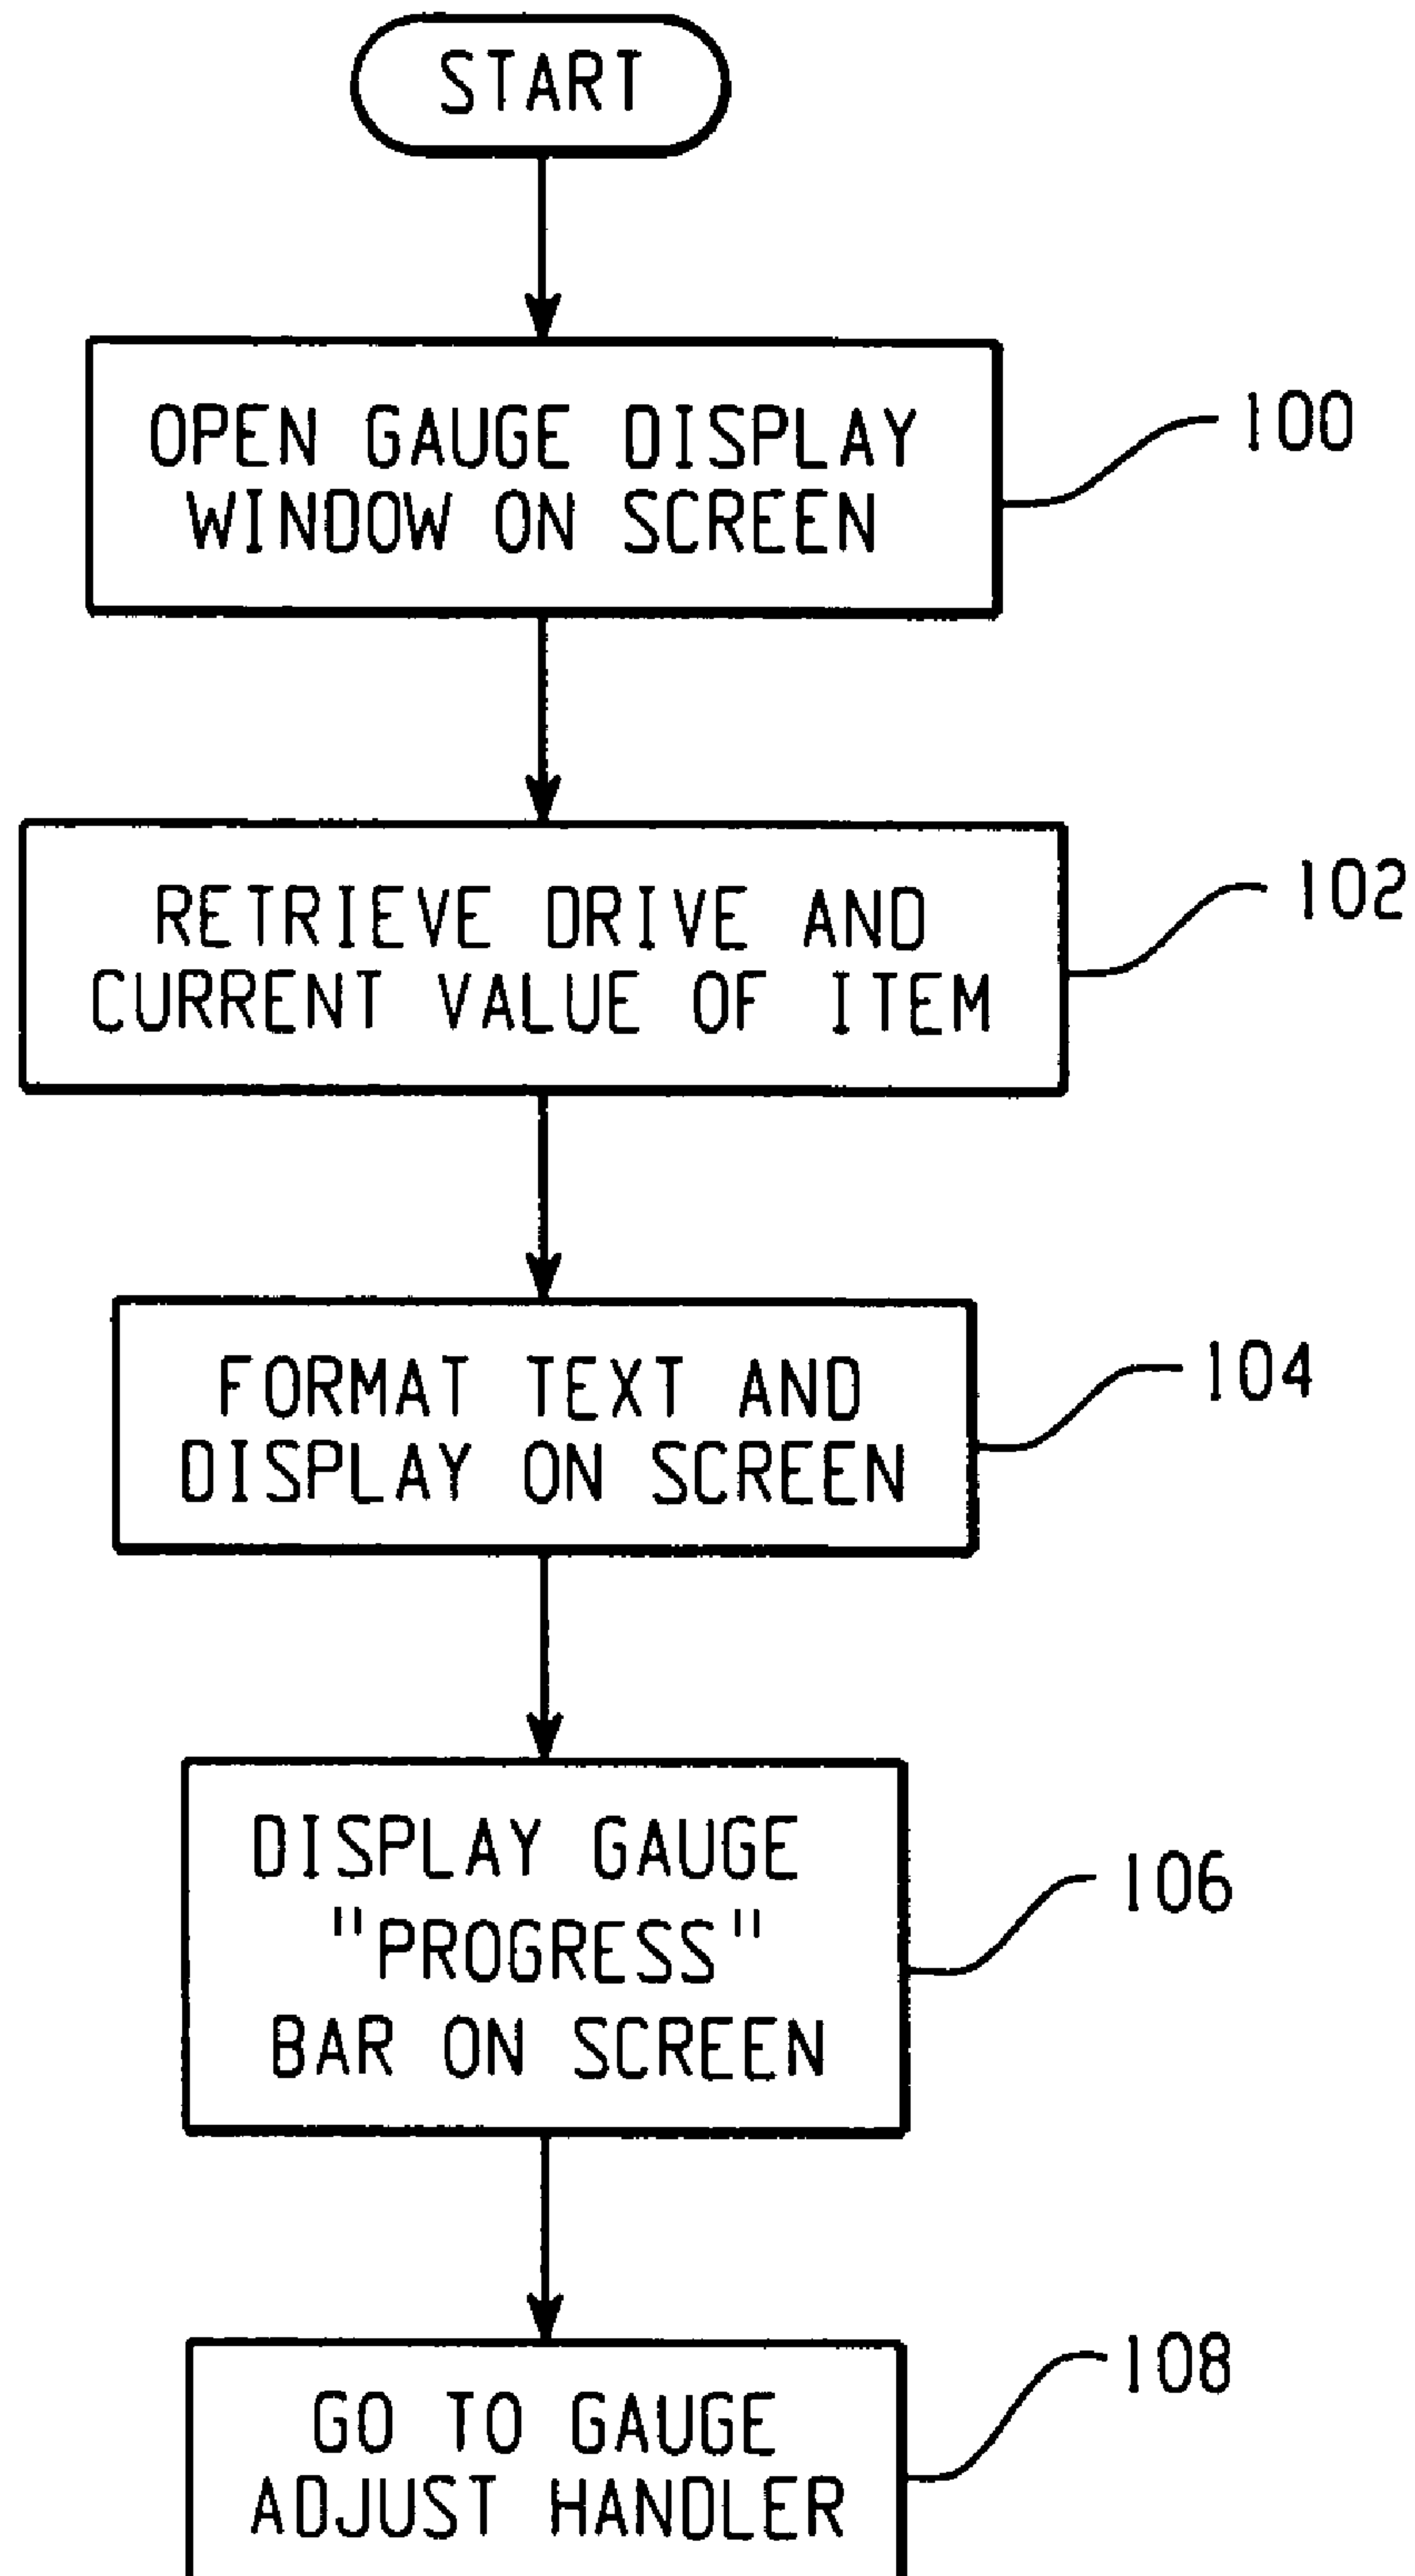 START
OPEN GAUGE DISPLAY
WINDOW ON SCREEN
100
RETRIEVE DRIVE AND
CURRENT VALUE OF ITEM
102
FORMAT TEXT AND
DISPLAY ON SCREEN
104
DISPLAY GAUGE
"PROGRESS"
BAR ON SCREEN
106
GO TO GAUGE
ADJUST HANDLER
108